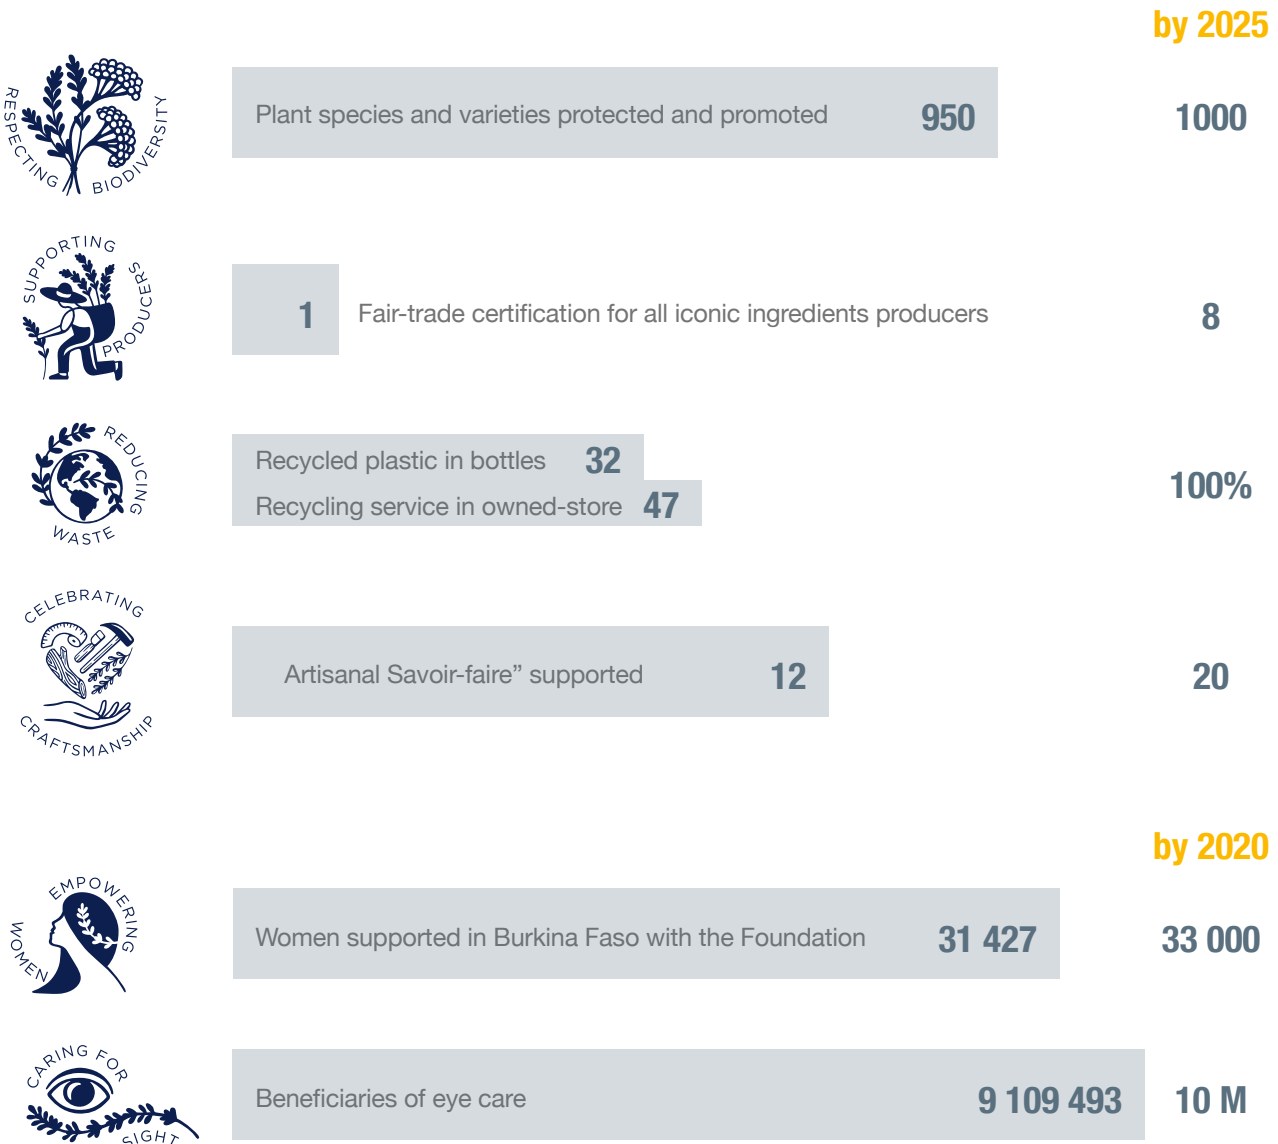 by 2025
RESPECTING BIODIVERSITY
Plant species and varieties protected and promoted 950 1000
SUPPORTING PRODUCERS
1 Fair-trade certification for all iconic ingredients producers 8
REDUCING WASTE
Recycled plastic in bottles 32
100%
Recycling service in owned-store 47
CELEBRATING CRAFTSMANSHIP
Artisanal Savoir-faire” supported 12 20
by 2020
EMPOWERING WOMEN
Women supported in Burkina Faso with the Foundation 31 427 33 000
CARING FOR SIGHT
Beneficiaries of eye care 9 109 493 10 M